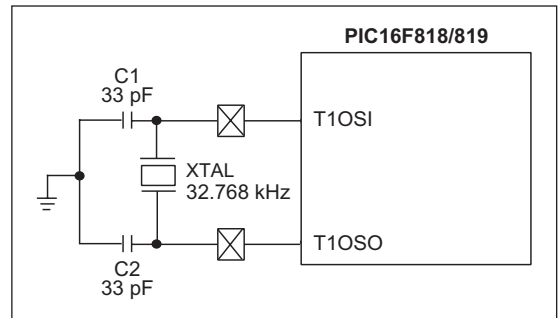 PIC16F818/819
C1
33 pF
T1OSI
XTAL
32.768 kHz
T1OSO
C2
33 pF